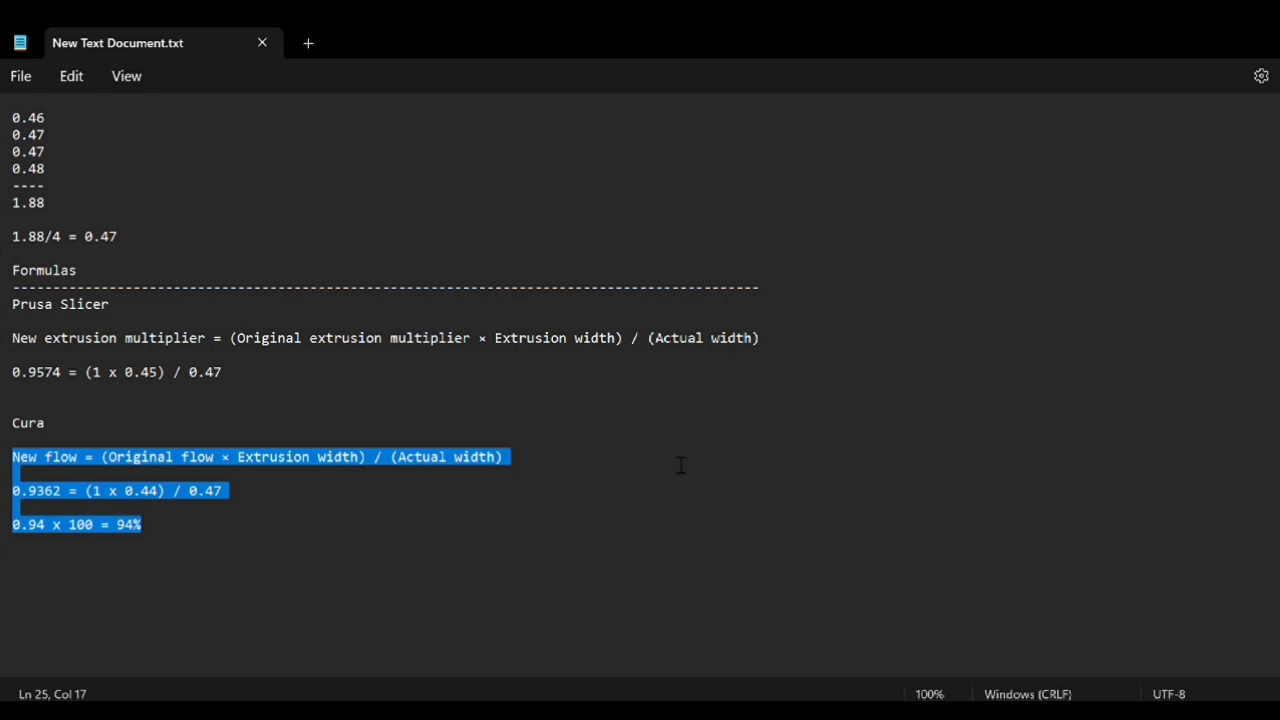 New Text Document.txt
File Edit View
0.46
0.47
0.47
0.48
----
1.88
1.88/4 = 0.47
Formulas
---------------------------------------------------------------------------------------------
Prusa Slicer
New extrusion multiplier = (Original extrusion multiplier × Extrusion width) / (Actual width)
0.9574 = (1 x 0.45) / 0.47
Cura
New flow = (Original flow × Extrusion width) / (Actual width)
0.9362 = (1 x 0.44) / 0.47
0.94 x 100 = 94%
Ln 25, Col 17 100% Windows (CRLF) UTF-8